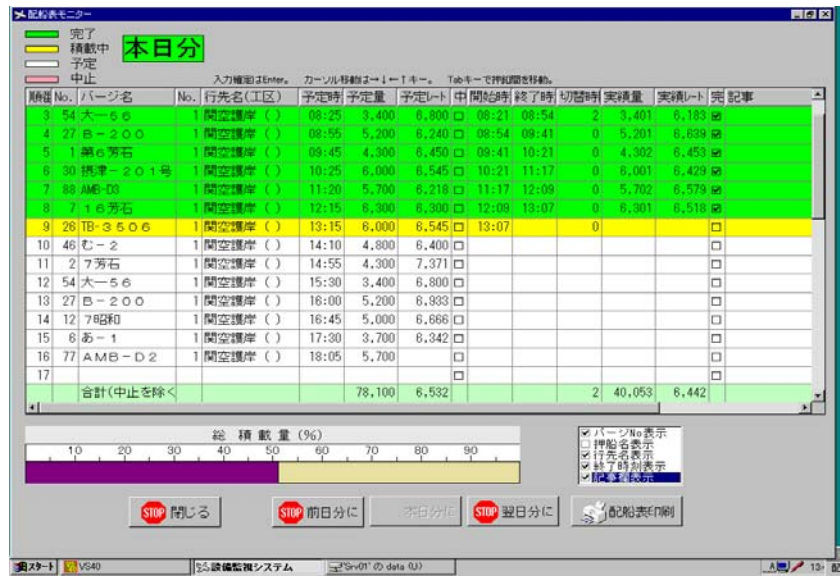 配船表モニター
完了
積載中
予定
中止
本日分
入力確定はEnter。 カーソル移動は→↓←↑キー。 Tabキーで押釦間を移動。
順番 No. バージ名 No. 行先名(工区) 予定時 予定量 予定レート 中 開始時 終了時 切替時 実績量 実績レート 完 記事
3 54 大一56 1 関空護岸 ( ) 08:25 3,400 6,800 08:21 08:54 2 3,401 6,183
4 27 B-200 1 関空護岸 ( ) 08:55 5,200 6,240 08:54 09:41 0 5,201 6,639
5 1 第6芳石 1 関空護岸 ( ) 09:45 4,300 6,450 09:41 10:21 0 4,302 6,453
6 30 摂津-201号 1 関空護岸 ( ) 10:25 6,000 6,545 10:21 11:17 0 6,001 6,429
7 88 AMB-D3 1 関空護岸 ( ) 11:20 5,700 6,218 11:17 12:09 0 5,702 6,579
8 7 16芳石 1 関空護岸 ( ) 12:15 6,300 6,300 12:09 13:07 0 6,301 6,518
9 26 TB-3506 1 関空護岸 ( ) 13:15 6,000 6,545 13:07 0
10 46 む-2 1 関空護岸 ( ) 14:10 4,800 6,400
11 2 7芳石 1 関空護岸 ( ) 14:55 4,300 7,371
12 54 大一56 1 関空護岸 ( ) 15:30 3,400 6,800
13 27 B-200 1 関空護岸 ( ) 16:00 5,200 6,933
14 12 7昭和 1 関空護岸 ( ) 16:45 5,000 6,666
15 6 あ-1 1 関空護岸 ( ) 17:30 3,700 6,342
16 77 AMB-D2 1 関空護岸 ( ) 18:05 5,700
17
合計(中止を除く 78,100 6,532 2 40,053 6,442
総積載量 (%)
10 20 30 40 50 60 70 80 90
バージNo表示
押船名表示
行先名表示
終了時刻表示
記事欄表示
STOP 閉じる STOP 前日分に 本日分に STOP 翌日分に 配船表印刷
スタート VS40 設備監視システム 'Srv01' の data (U:) A 13: